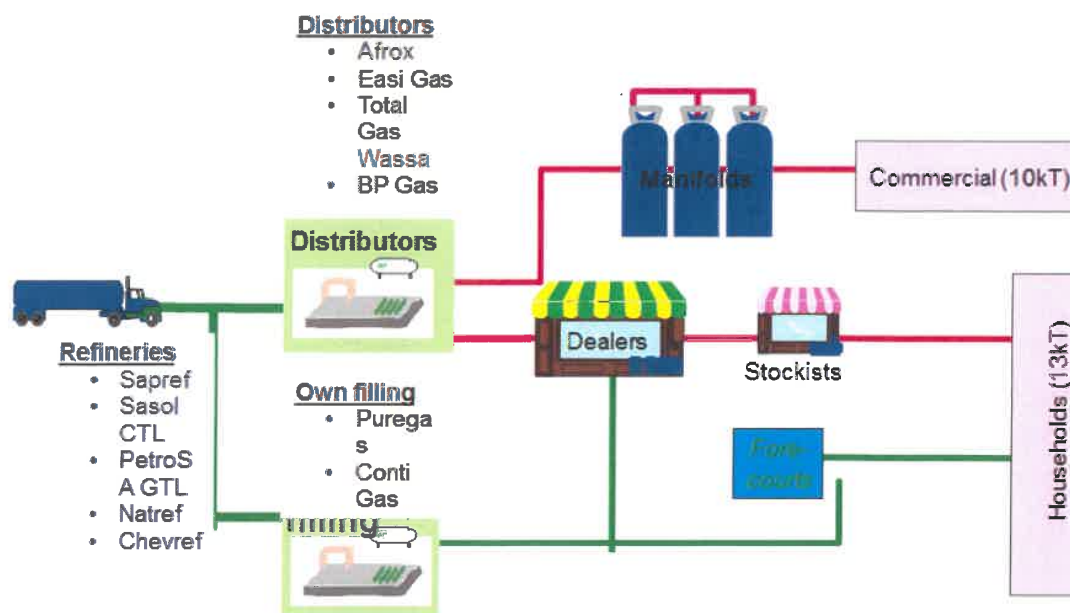 Distributors
• Afrox
• Easi Gas
• Total
Gas
Wassa
• BP Gas
Manifolds
Commercial (10kT)
Distributors
Refineries
• Sapref
• Sasol
CTL
• PetroS
A GTL
• Natref
• Chevref
Dealers
Stockists
Own filling
• Purega
s
• Conti
Gas
Fore-
courts
Households (13kT)